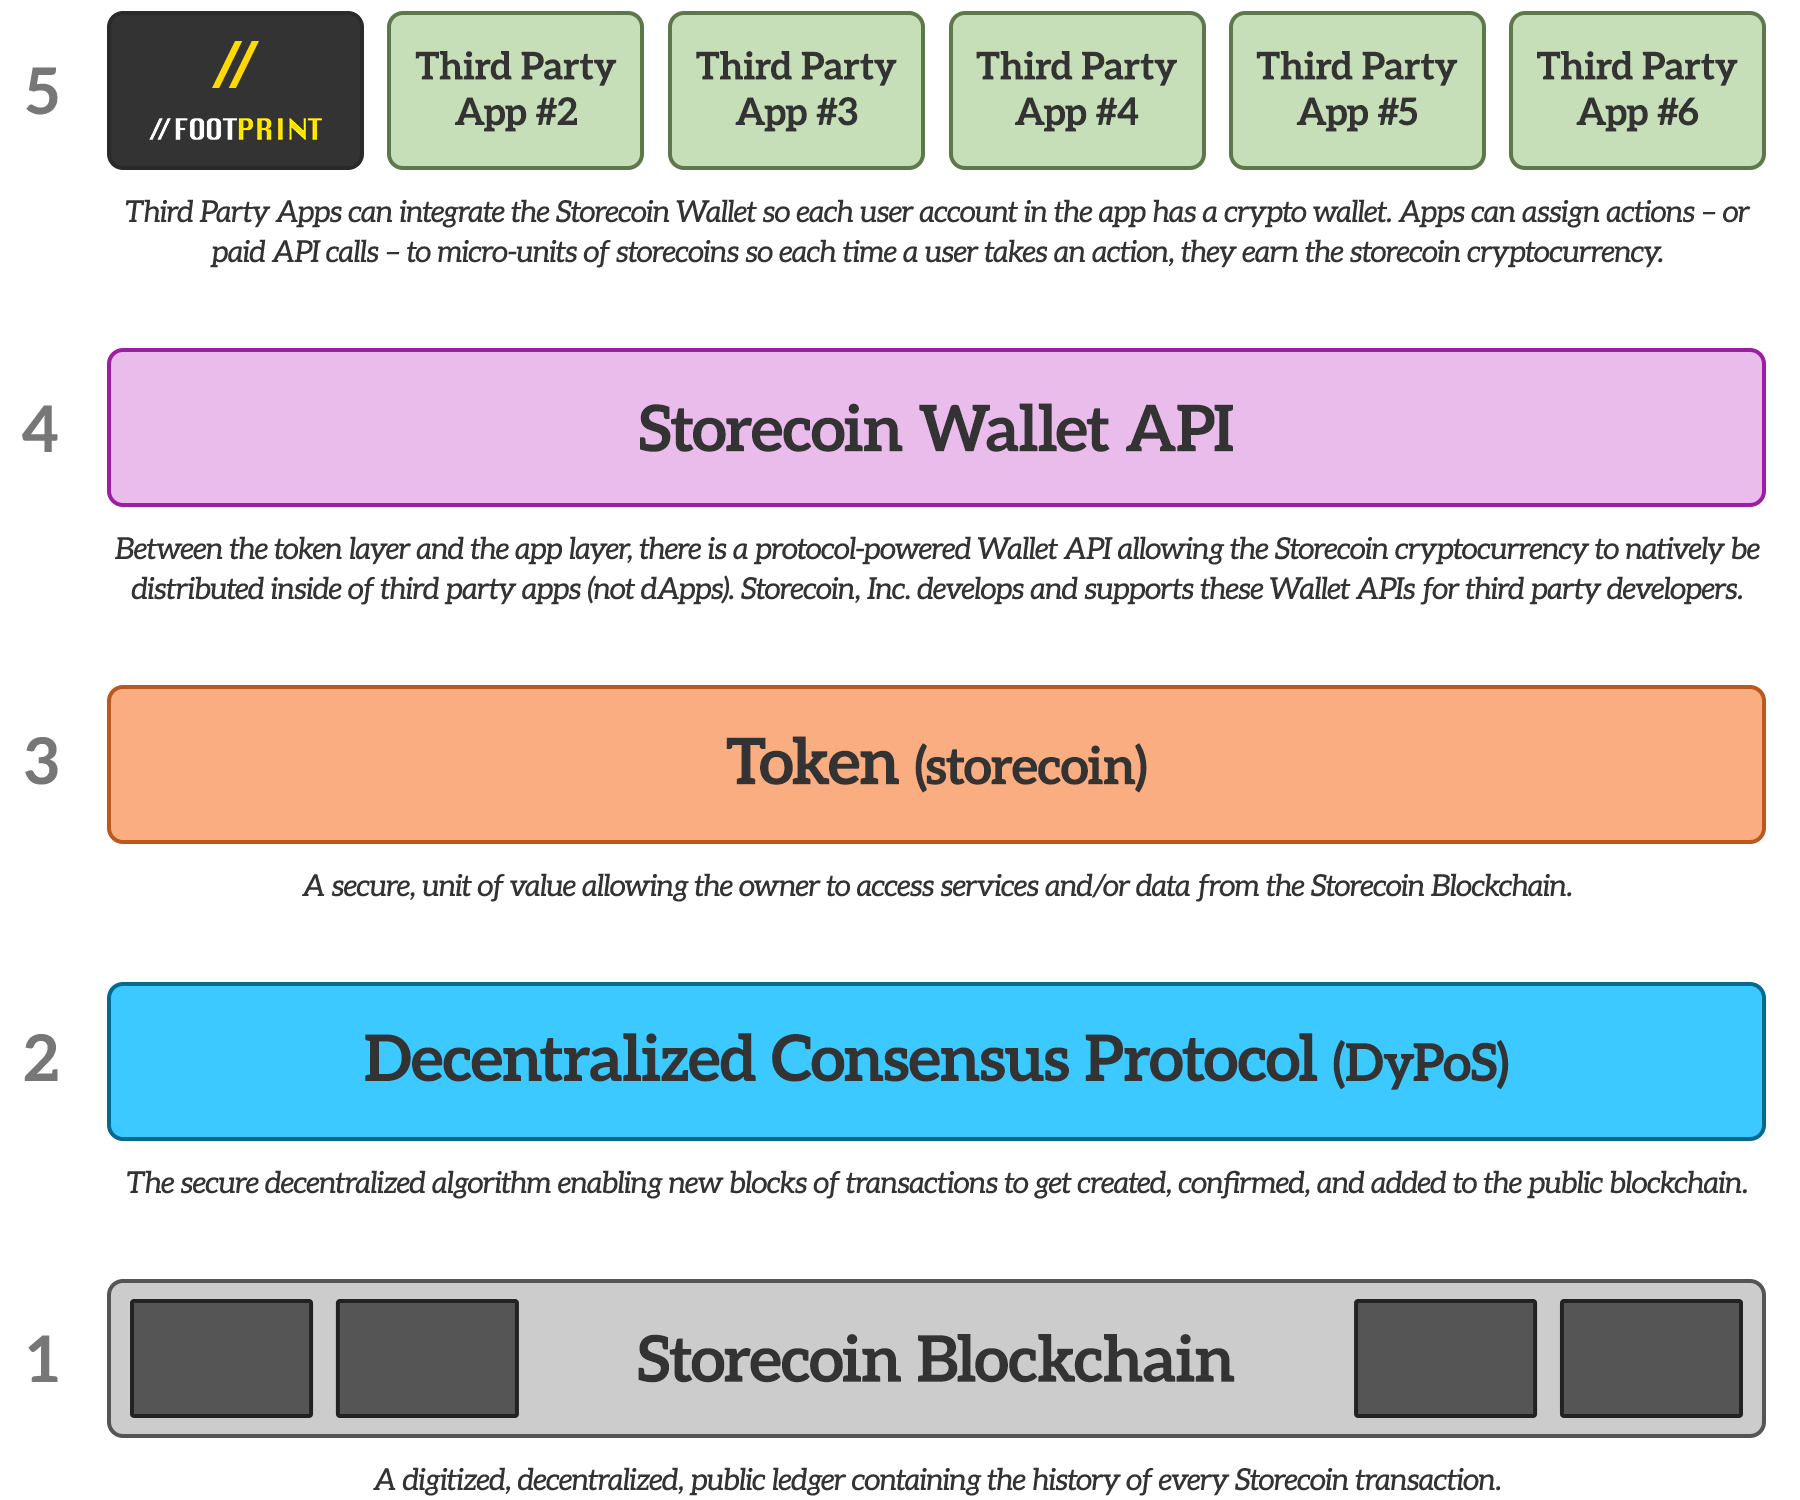 5
//
//FOOTPRINT
Third Party
App #2
Third Party
App #3
Third Party
App #4
Third Party
App #5
Third Party
App #6
Third Party Apps can integrate the Storecoin Wallet so each user account in the app has a crypto wallet. Apps can assign actions – or
paid API calls – to micro-units of storecoins so each time a user takes an action, they earn the storecoin cryptocurrency.
4
Storecoin Wallet API
Between the token layer and the app layer, there is a protocol-powered Wallet API allowing the Storecoin cryptocurrency to natively be
distributed inside of third party apps (not dApps). Storecoin, Inc. develops and supports these Wallet APIs for third party developers.
3
Token (storecoin)
A secure, unit of value allowing the owner to access services and/or data from the Storecoin Blockchain.
2
Decentralized Consensus Protocol (DyPoS)
The secure decentralized algorithm enabling new blocks of transactions to get created, confirmed, and added to the public blockchain.
1
Storecoin Blockchain
A digitized, decentralized, public ledger containing the history of every Storecoin transaction.